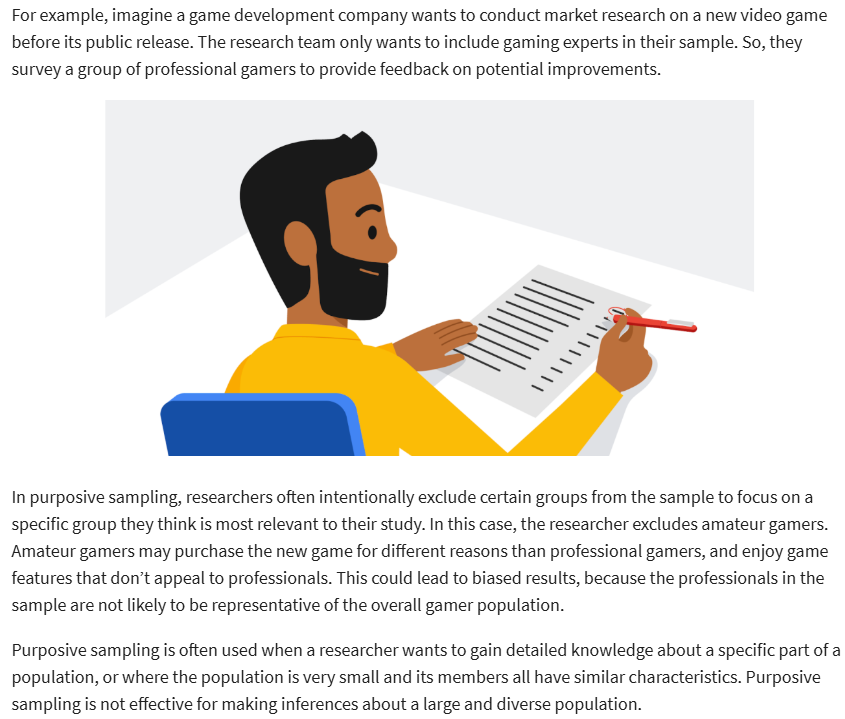 For example, imagine a game development company wants to conduct market research on a new video game
before its public release. The research team only wants to include gaming experts in their sample. So, they
survey a group of professional gamers to provide feedback on potential improvements.
In purposive sampling, researchers often intentionally exclude certain groups from the sample to focus on a
specific group they think is most relevant to their study. In this case, the researcher excludes amateur gamers.
Amateur gamers may purchase the new game for different reasons than professional gamers, and enjoy game
features that don’t appeal to professionals. This could lead to biased results, because the professionals in the
sample are not likely to be representative of the overall gamer population.
Purposive sampling is often used when a researcher wants to gain detailed knowledge about a specific part of a
population, or where the population is very small and its members all have similar characteristics. Purposive
sampling is not effective for making inferences about a large and diverse population.